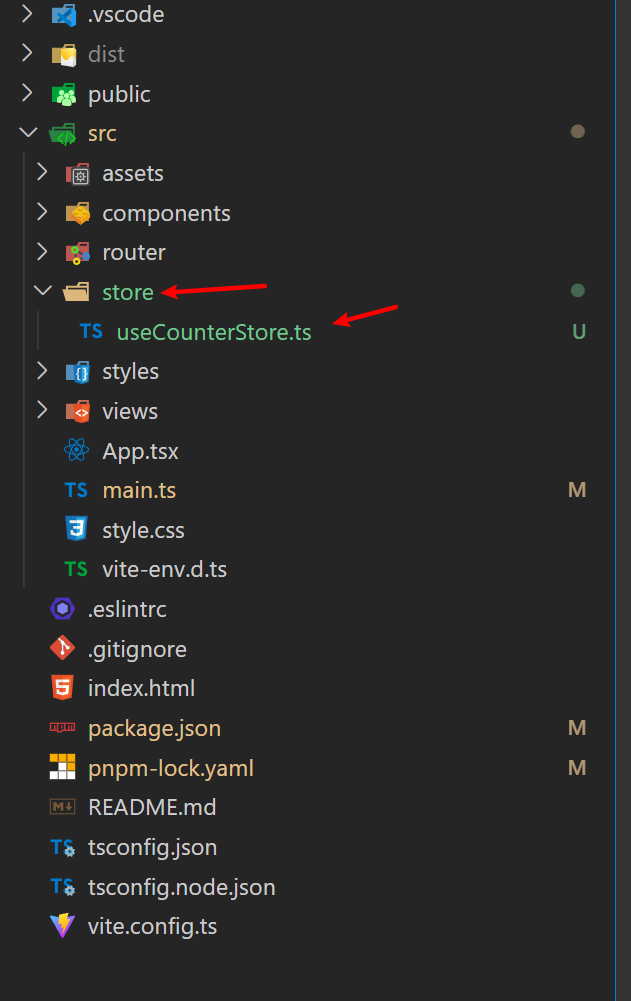 .vscode
dist
public
src
assets
components
router
store
TS useCounterStore.ts U
styles
views
App.tsx
TS main.ts M
style.css
TS vite-env.d.ts
.eslintrc
.gitignore
index.html
package.json M
pnpm-lock.yaml M
README.md
TS tsconfig.json
TS tsconfig.node.json
vite.config.ts